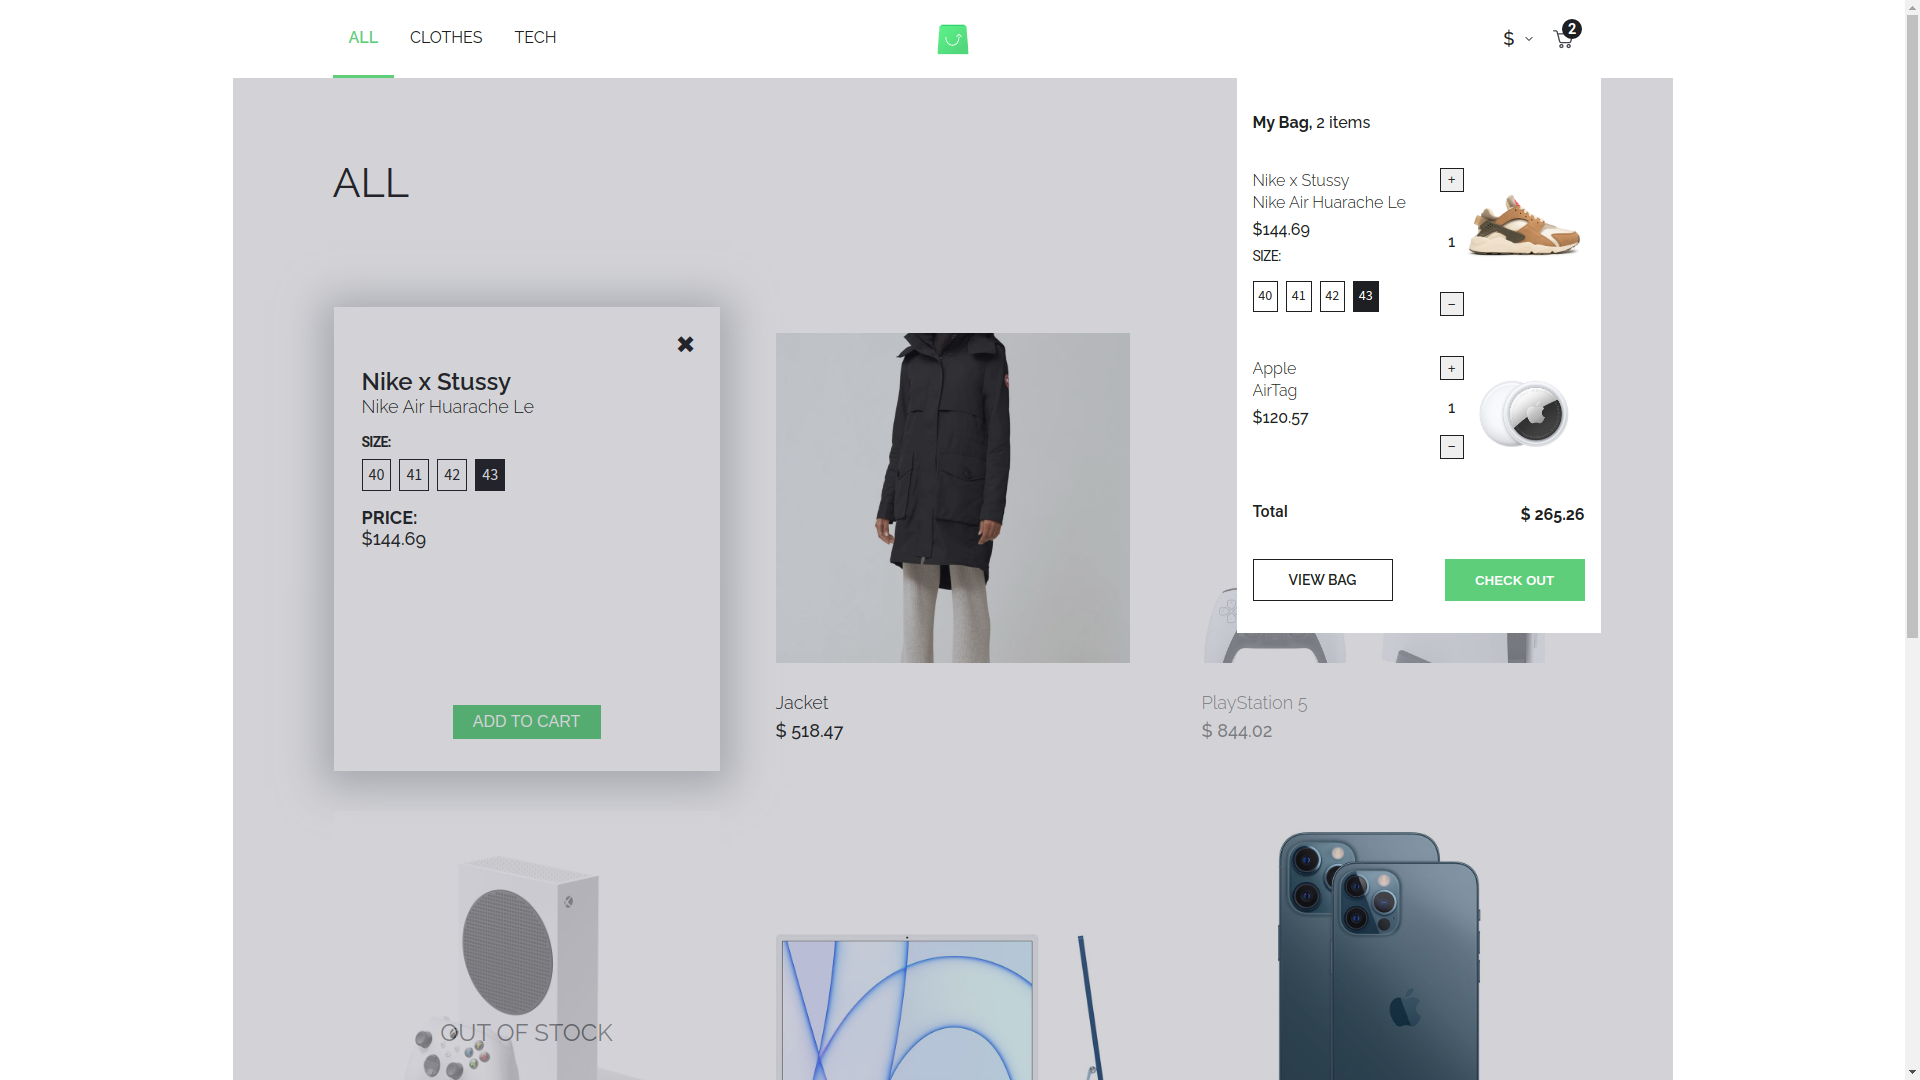 ALL
CLOTHES
TECH
$
2
ALL
Nike x Stussy
Nike Air Huarache Le
SIZE:
40
41
42
43
PRICE:
$144.69
ADD TO CART
Jacket
$ 518.47
PlayStation 5
$ 844.02
OUT OF STOCK
My Bag, 2 items
Nike x Stussy
Nike Air Huarache Le
$144.69
SIZE:
40
41
42
43
+
1
−
Apple
AirTag
$120.57
+
1
−
Total
$ 265.26
VIEW BAG
CHECK OUT